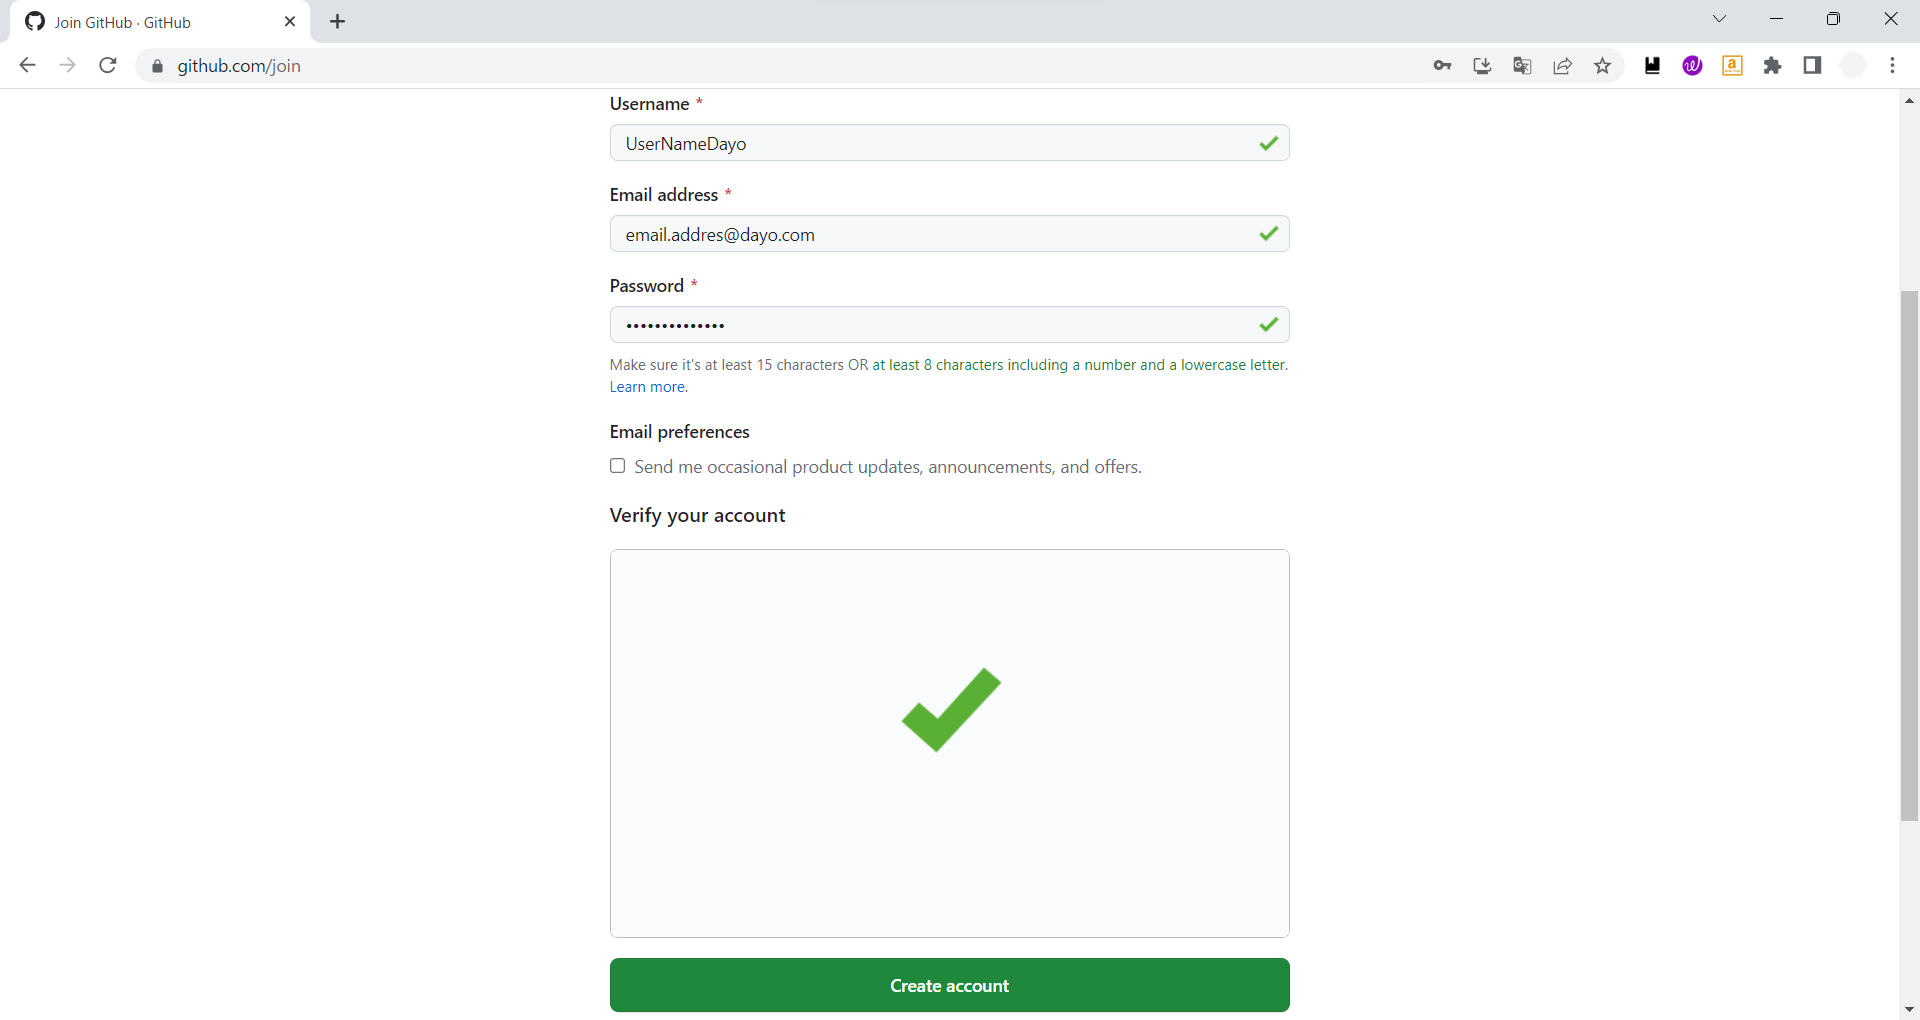 Join GitHub · GitHub
github.com/join
Username *
UserNameDayo
Email address *
email.addres@dayo.com
Password *
••••••••••••••
Make sure it's at least 15 characters OR at least 8 characters including a number and a lowercase letter.
Learn more.
Email preferences
Send me occasional product updates, announcements, and offers.
Verify your account
Create account